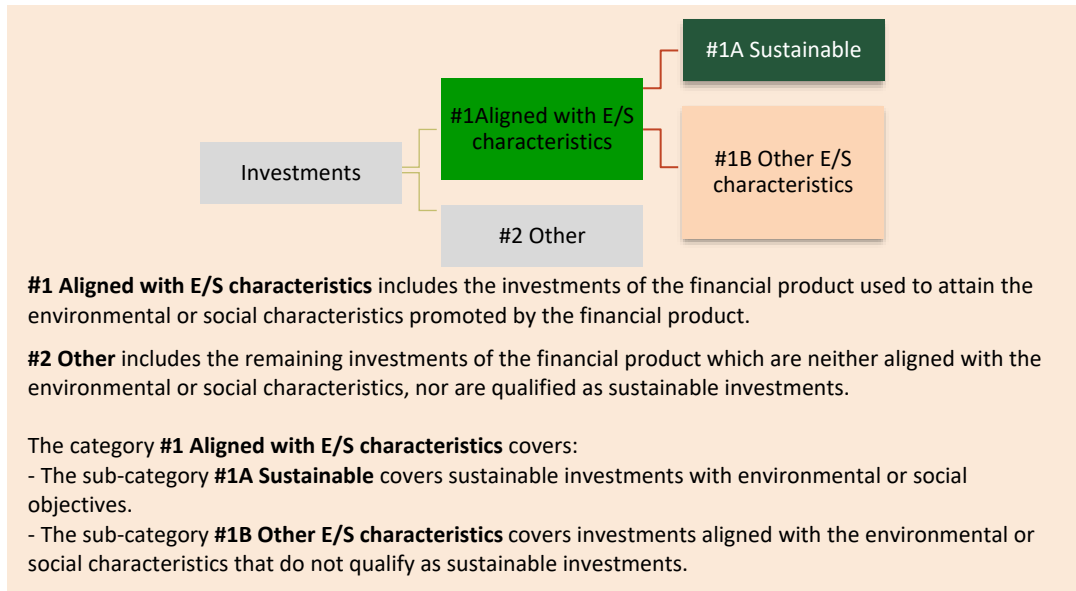 #1A Sustainable
#1Aligned with E/S
characteristics
#1B Other E/S
characteristics
Investments
#2 Other
#1 Aligned with E/S characteristics includes the investments of the financial product used to attain the
environmental or social characteristics promoted by the financial product.
#2 Other includes the remaining investments of the financial product which are neither aligned with the
environmental or social characteristics, nor are qualified as sustainable investments.
The category #1 Aligned with E/S characteristics covers:
- The sub-category #1A Sustainable covers sustainable investments with environmental or social
objectives.
- The sub-category #1B Other E/S characteristics covers investments aligned with the environmental or
social characteristics that do not qualify as sustainable investments.